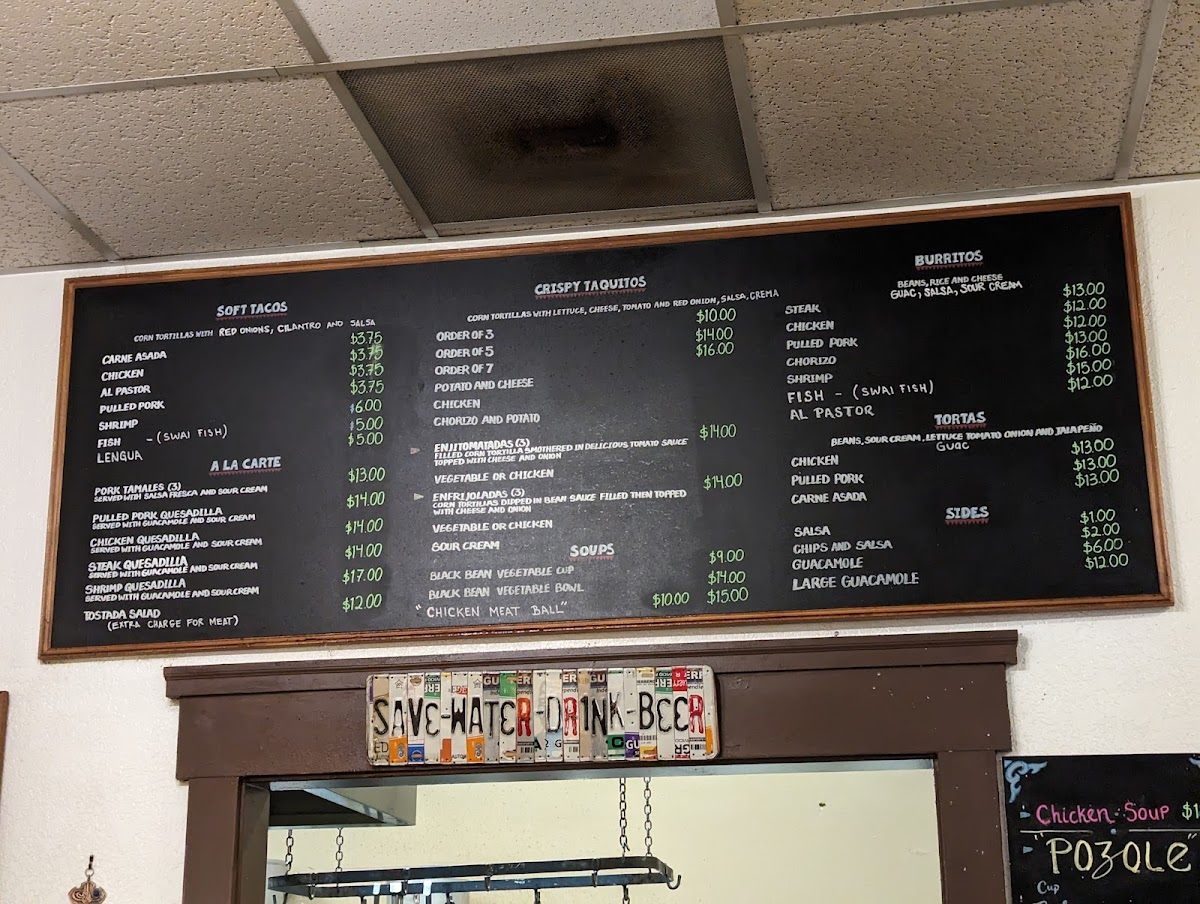 SOFT TACOS
CORN TORTILLAS WITH RED ONIONS, CILANTRO AND SALSA
CARNE ASADA $3.75
CHICKEN $3.75
AL PASTOR $3.75
PULLED PORK $3.75
SHRIMP $6.00
FISH - (SWAI FISH) $5.00
LENGUA $5.00
A LA CARTE
PORK TAMALES (3) $13.00
SERVED WITH SALSA FRESCA AND SOUR CREAM
PULLED PORK QUESADILLA $14.00
SERVED WITH GUACAMOLE AND SOUR CREAM
CHICKEN QUESADILLA $14.00
SERVED WITH GUACAMOLE AND SOUR CREAM
STEAK QUESADILLA $14.00
SERVED WITH GUACAMOLE AND SOUR CREAM
SHRIMP QUESADILLA $17.00
SERVED WITH GUACAMOLE AND SOUR CREAM
TOSTADA SALAD $12.00
(EXTRA CHARGE FOR MEAT)
CRISPY TAQUITOS
CORN TORTILLAS WITH LETTUCE, CHEESE, TOMATO AND RED ONION, SALSA, CREMA
ORDER OF 3 $10.00
ORDER OF 5 $14.00
ORDER OF 7 $16.00
POTATO AND CHEESE
CHICKEN
CHORIZO AND POTATO
ENJITOMATADAS (3) $14.00
FILLED CORN TORTILLA SMOTHERED IN DELICIOUS TOMATO SAUCE
TOPPED WITH CHEESE AND ONION
VEGETABLE OR CHICKEN
ENFRIJOLADAS (3) $14.00
CORN TORTILLAS DIPPED IN BEAN SAUCE FILLED THEN TOPPED
WITH CHEESE AND ONION
VEGETABLE OR CHICKEN
SOUR CREAM
SOUPS
BLACK BEAN VEGETABLE CUP $9.00
BLACK BEAN VEGETABLE BOWL $14.00
"CHICKEN MEAT BALL" $10.00 $15.00
BURRITOS
BEANS, RICE AND CHEESE
GUAC, SALSA, SOUR CREAM
STEAK $13.00
CHICKEN $12.00
PULLED PORK $12.00
CHORIZO $13.00
SHRIMP $16.00
FISH - (SWAI FISH) $15.00
AL PASTOR $12.00
TORTAS
BEANS, SOUR CREAM, LETTUCE TOMATO ONION AND JALAPEÑO
GUAC
CHICKEN $13.00
PULLED PORK $13.00
CARNE ASADA $13.00
SIDES
SALSA $1.00
CHIPS AND SALSA $2.00
GUACAMOLE $6.00
LARGE GUACAMOLE $12.00
SAVE-WATER-DRINK-BEER
Chicken Soup
"POZOLE"
Cup